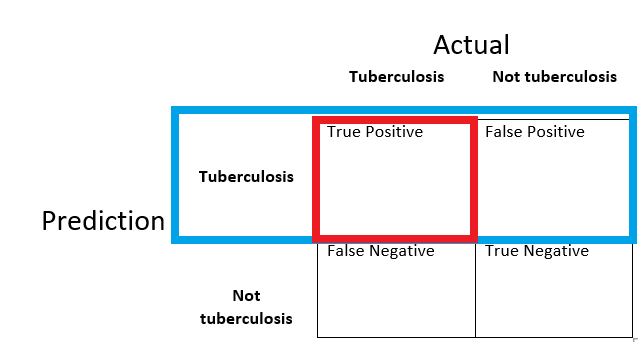 Actual
Tuberculosis Not tuberculosis
True Positive False Positive
Tuberculosis
Prediction
False Negative True Negative
Not
tuberculosis